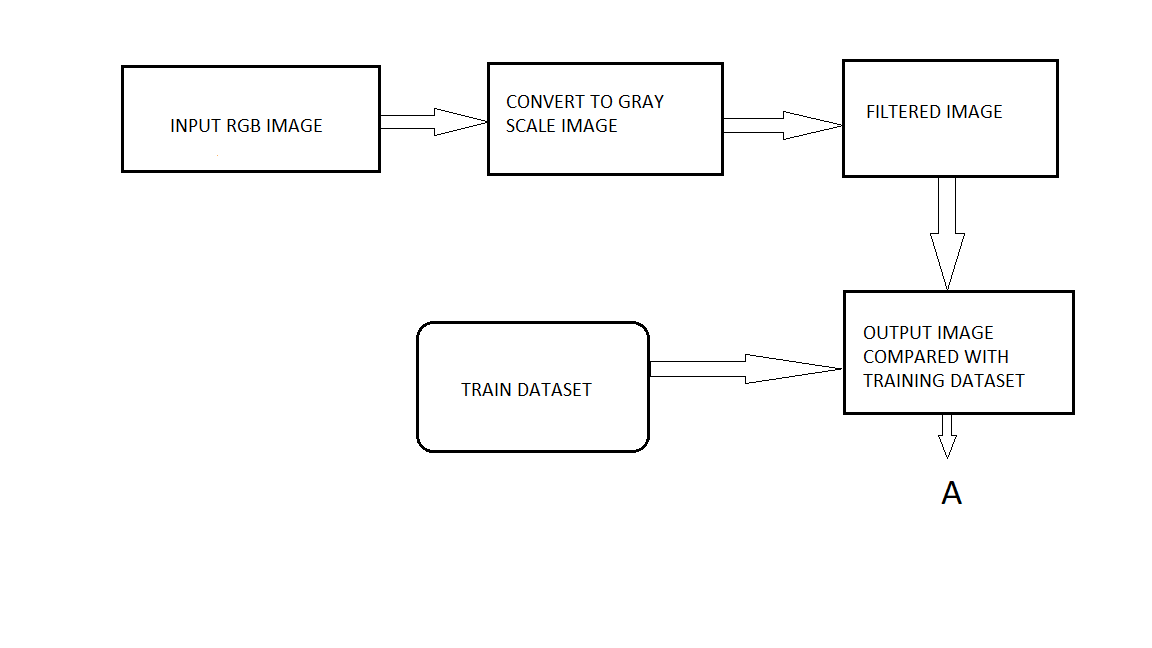 INPUT RGB IMAGE
CONVERT TO GRAY
SCALE IMAGE
FILTERED IMAGE
TRAIN DATASET
OUTPUT IMAGE
COMPARED WITH
TRAINING DATASET
A